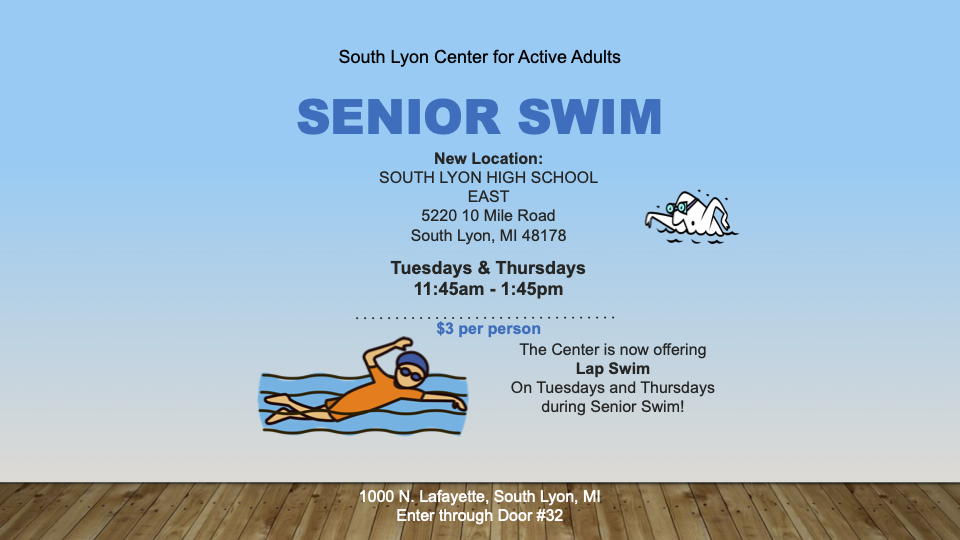 South Lyon Center for Active Adults
SENIOR SWIM
New Location:
SOUTH LYON HIGH SCHOOL
EAST
5220 10 Mile Road
South Lyon, MI 48178
Tuesdays & Thursdays
11:45am - 1:45pm
. . . . . . . . . . . . . . . . . . . . . . . . . . . . . . . . .
$3 per person
The Center is now offering
Lap Swim
On Tuesdays and Thursdays
during Senior Swim!
1000 N. Lafayette, South Lyon, MI
Enter through Door #32